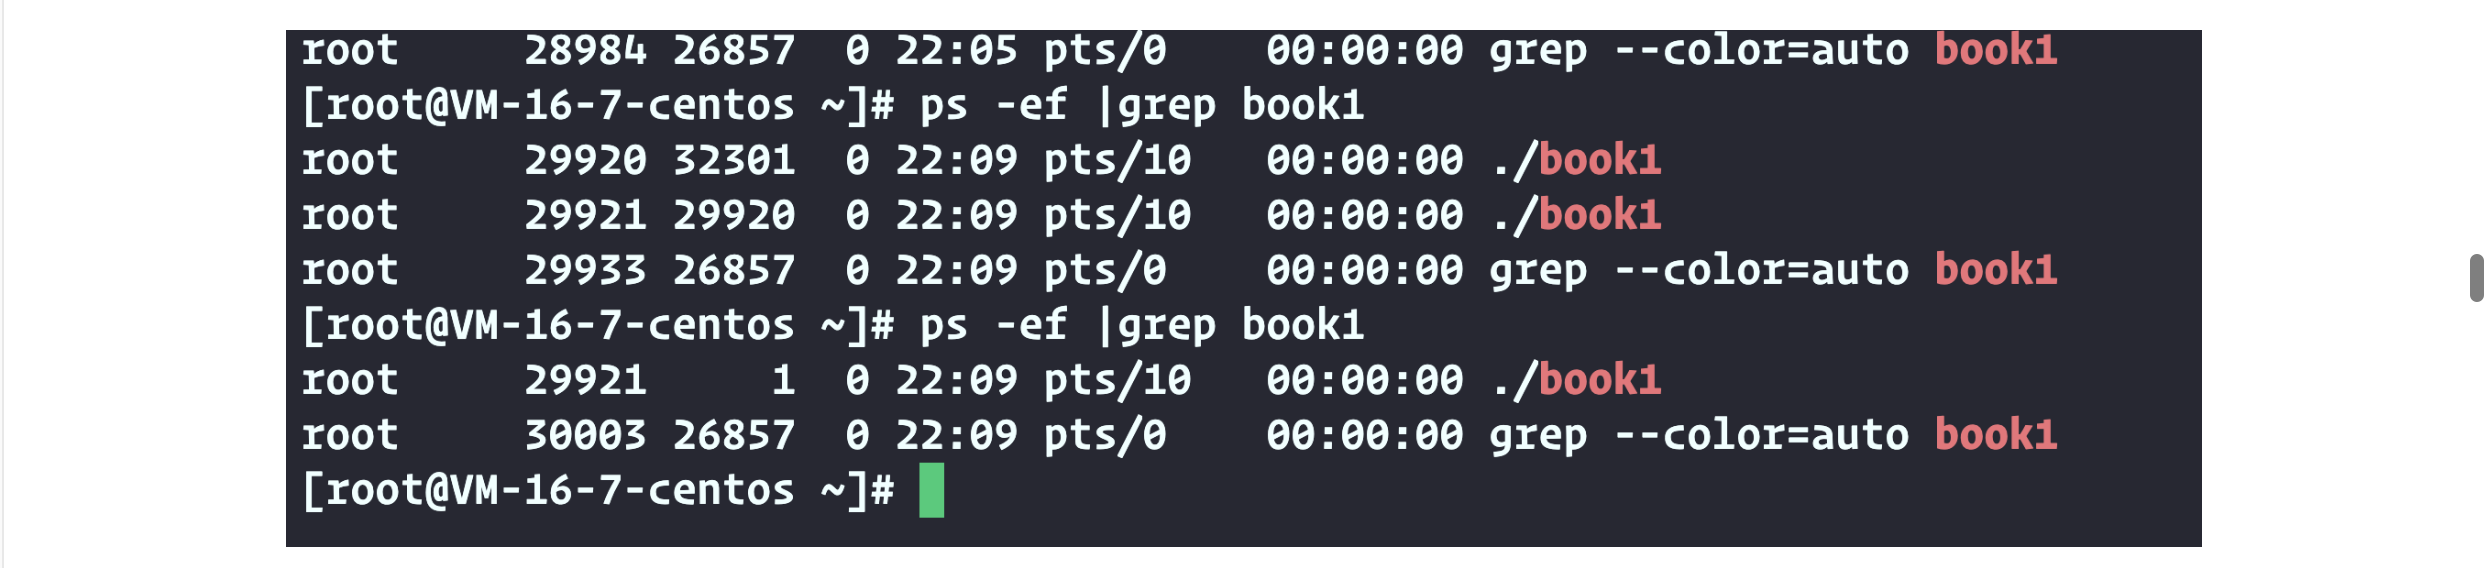 root     28984 26857  0 22:05 pts/0    00:00:00 grep --color=auto book1
[root@VM-16-7-centos ~]# ps -ef |grep book1
root     29920 32301  0 22:09 pts/10   00:00:00 ./book1
root     29921 29920  0 22:09 pts/10   00:00:00 ./book1
root     29933 26857  0 22:09 pts/0    00:00:00 grep --color=auto book1
[root@VM-16-7-centos ~]# ps -ef |grep book1
root     29921     1  0 22:09 pts/10   00:00:00 ./book1
root     30003 26857  0 22:09 pts/0    00:00:00 grep --color=auto book1
[root@VM-16-7-centos ~]#